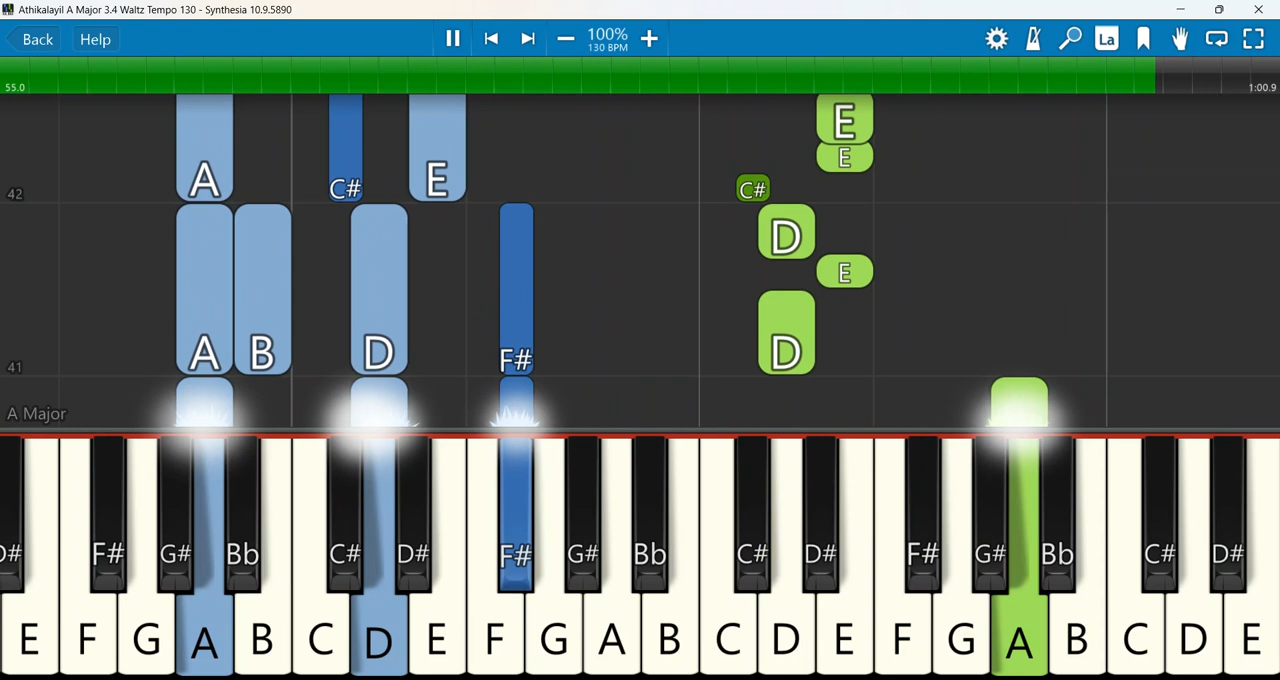 Athikalayil A Major 3.4 Waltz Tempo 130 - Synthesia 10.9.5890
Back Help 100% La
130 BPM
55.0 1:00.9
E
E
A C# E C#
42
D
E
A B D F# D
41
A Major
D# F# G# Bb C# D# F# G# Bb C# D# F# G# Bb C# D#
E F G A B C D E F G A B C D E F G A B C D E